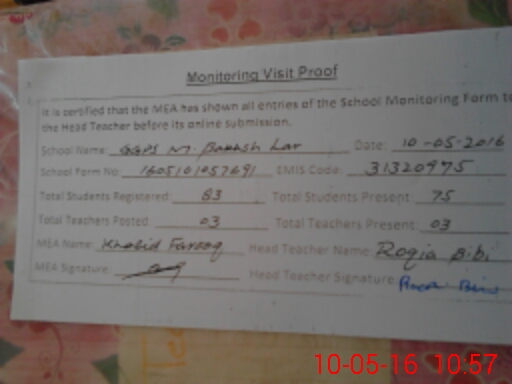 Monitoring Visit Proof
It is certified that the MEA has shown all entries of the School Monitoring Form to
the Head Teacher before its online submission.
School Name: GGPS M. Bakhsh Lar Date: 10-05-2016
School Form No: 1605101057691 EMIS Code: 31320975
Total Students Registered: 83 Total Students Present: 75
Total Teachers Posted: 03 Total Teachers Present: 03
MEA Name: Khalid Farooq Head Teacher Name: Roqia Bibi
MEA Signature: Head Teacher Signature:
10-05-16 10:57